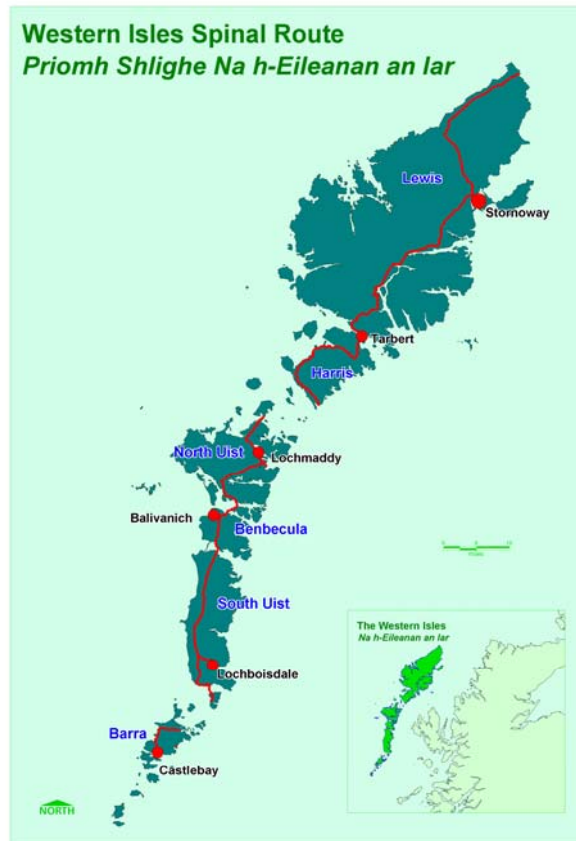 Western Isles Spinal Route
Priomh Shlighe Na h-Eileanan an Iar
Lewis
Stornoway
Tarbert
Harris
North Uist
Lochmaddy
Balivanich
Benbecula
South Uist
The Western Isles
Na h-Eileanan an Iar
Lochboisdale
Barra
Castlebay
NORTH